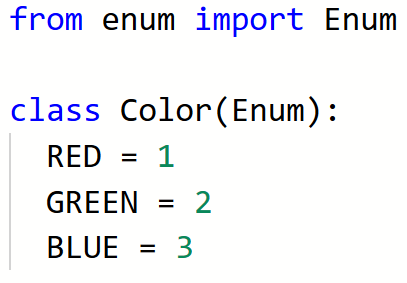 from enum import Enum
class Color(Enum):
RED = 1
GREEN = 2
BLUE = 3